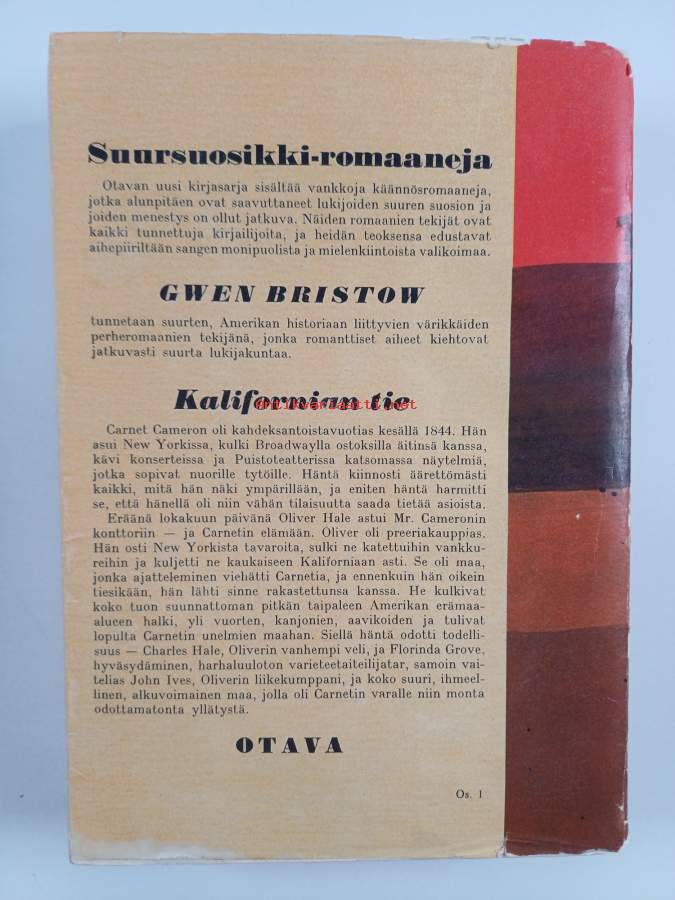 Suursuosikki-romaaneja
Otavan uusi kirjasarja sisältää vankkoja käännösromaaneja,
jotka alunpitäen ovat saavuttaneet lukijoiden suuren suosion ja
joiden menestys on ollut jatkuva. Näiden romaanien tekijät ovat
kaikki tunnettuja kirjailijoita, ja heidän teoksensa edustavat
aihepiiriltään sangen monipuolista ja mielenkiintoista valikoimaa.
GWEN BRISTOW
tunnetaan suurten, Amerikan historiaan liittyvien värikkäiden
perheromaanien tekijänä, jonka romanttiset aiheet kiehtovat
jatkuvasti suurta lukijakuntaa.
Kalifornian tie
antikvariaatti.net
Carnet Cameron oli kahdeksantoistavuotias kesällä 1844. Hän
asui New Yorkissa, kulki Broadwaylla ostoksilla äitinsä kanssa,
kävi konserteissa ja Puistoteatterissa katsomassa näytelmiä,
jotka sopivat nuorille tytöille. Häntä kiinnosti äärettömästi
kaikki, mitä hän näki ympärillään, ja eniten häntä harmitti
se, että hänellä oli niin vähän tilaisuutta saada tietää asioista.
Eräänä lokakuun päivänä Oliver Hale astui Mr. Cameronin
konttoriin — ja Carnetin elämään. Oliver oli preeriakauppias.
Hän osti New Yorkista tavaroita, sulki ne katettuihin vankku-
reihin ja kuljetti ne kaukaiseen Kaliforniaan asti. Se oli maa,
jonka ajatteleminen viehätti Carnetia, ja ennenkuin hän oikein
tiesikään, hän lähti sinne rakastettunsa kanssa. He kulkivat
koko tuon suunnattoman pitkän taipaleen Amerikan erämaa-
alueen halki, yli vuorten, kanjonien, aavikoiden ja tulivat
lopulta Carnetin unelmien maahan. Siellä häntä odotti todelli-
suus — Charles Hale, Oliverin vanhempi veli, ja Florinda Grove,
hyväsydäminen, harhaluuloton varieteetaiteilijatar, samoin vai-
telias John Ives, Oliverin liikekumppani, ja koko suuri, ihmeel-
linen, alkuvoimainen maa, jolla oli Carnetin varalle niin monta
odottamatonta yllätystä.
OTAVA
Os. 1